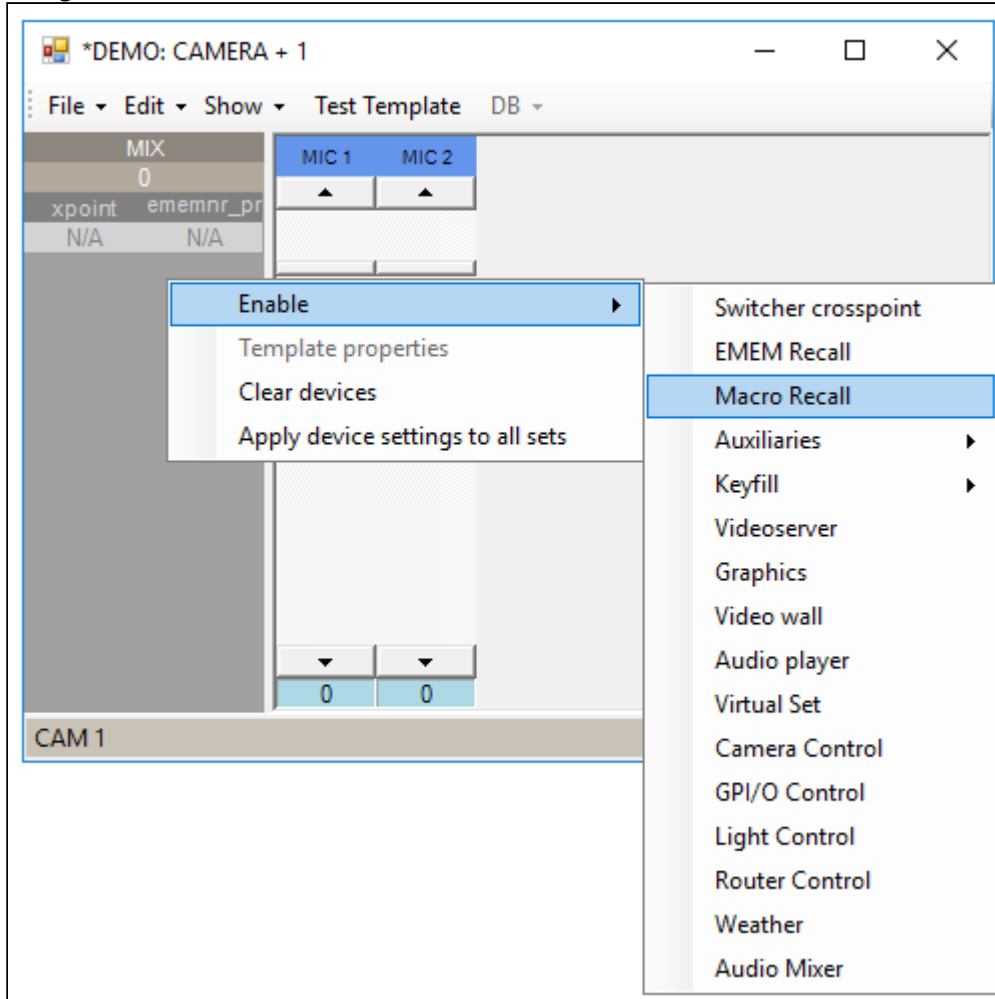 *DEMO: CAMERA + 1
File Edit Show Test Template DB
MIX
0
xpoint ememnr_pr
N/A N/A
MIC 1 MIC 2
Enable
Template properties
Clear devices
Apply device settings to all sets
Switcher crosspoint
EMEM Recall
Macro Recall
Auxiliaries
Keyfill
Videoserver
Graphics
Video wall
Audio player
Virtual Set
Camera Control
GPI/O Control
Light Control
Router Control
Weather
Audio Mixer
0 0
CAM 1